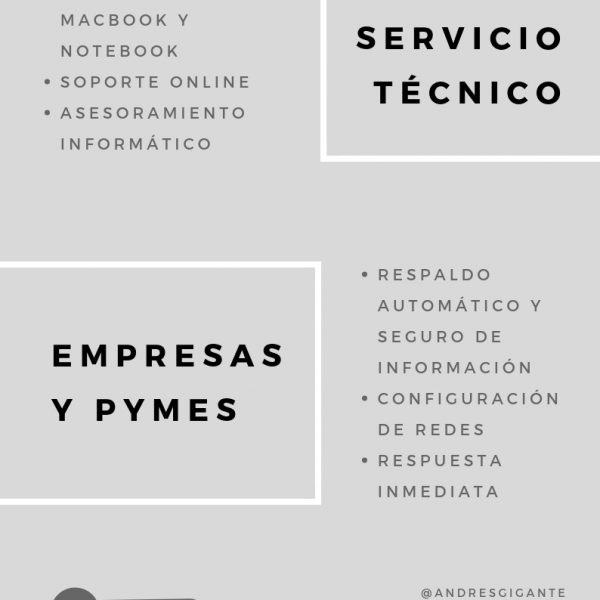 MACBOOK Y
NOTEBOOK
• SOPORTE ONLINE
• ASESORAMIENTO
INFORMÁTICO
SERVICIO
TÉCNICO
EMPRESAS
Y PYMES
• RESPALDO
AUTOMÁTICO Y
SEGURO DE
INFORMACIÓN
• CONFIGURACIÓN
DE REDES
• RESPUESTA
INMEDIATA
@ANDRESGIGANTE